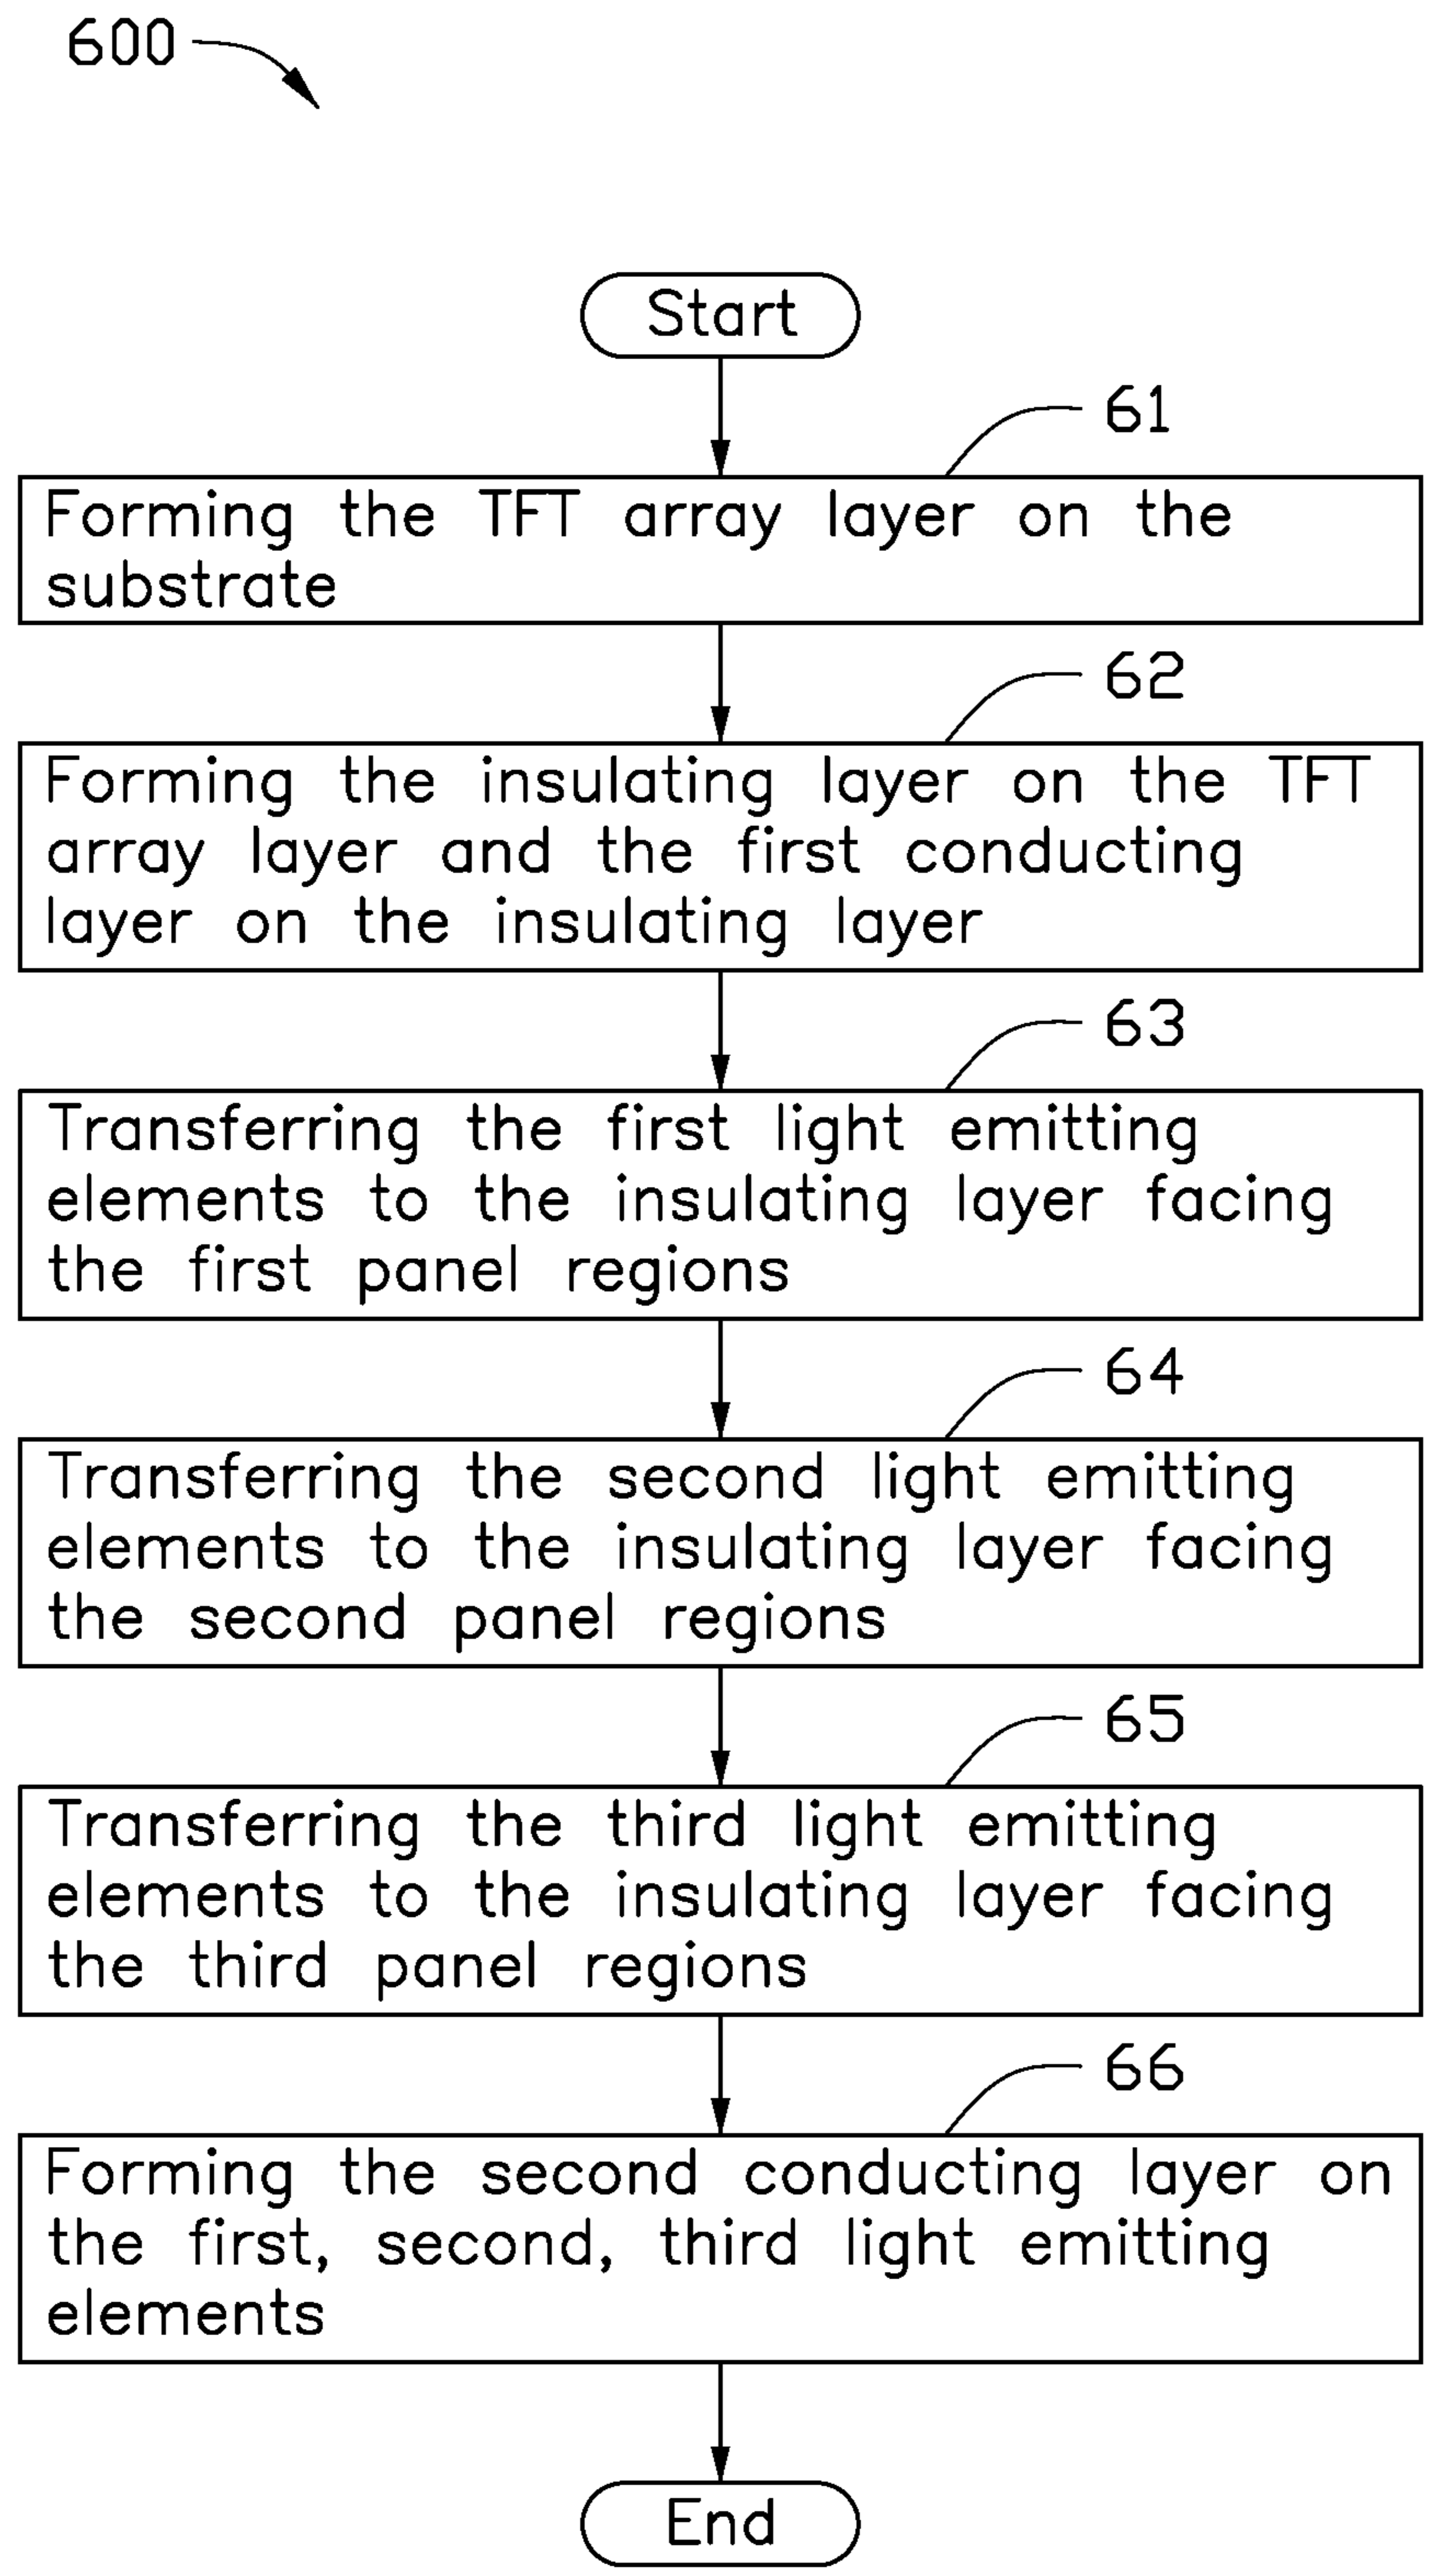 600
Start
61
Forming the TFT array layer on the
substrate
62
Forming the insulating layer on the TFT
array layer and the first conducting
layer on the insulating layer
63
Transferring the first light emitting
elements to the insulating layer facing
the first panel regions
64
Transferring the second light emitting
elements to the insulating layer facing
the second panel regions
65
Transferring the third light emitting
elements to the insulating layer facing
the third panel regions
66
Forming the second conducting layer on
the first, second, third light emitting
elements
End